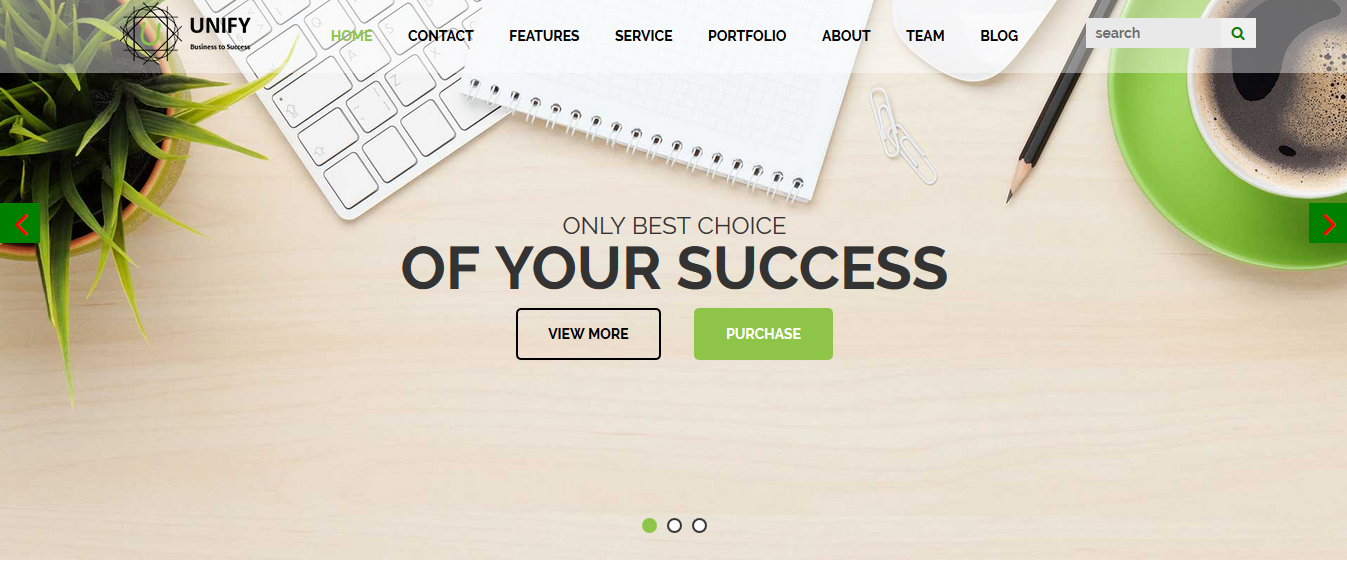 UNIFY
Business to Success
HOME CONTACT FEATURES SERVICE PORTFOLIO ABOUT TEAM BLOG
search
ONLY BEST CHOICE
OF YOUR SUCCESS
VIEW MORE PURCHASE